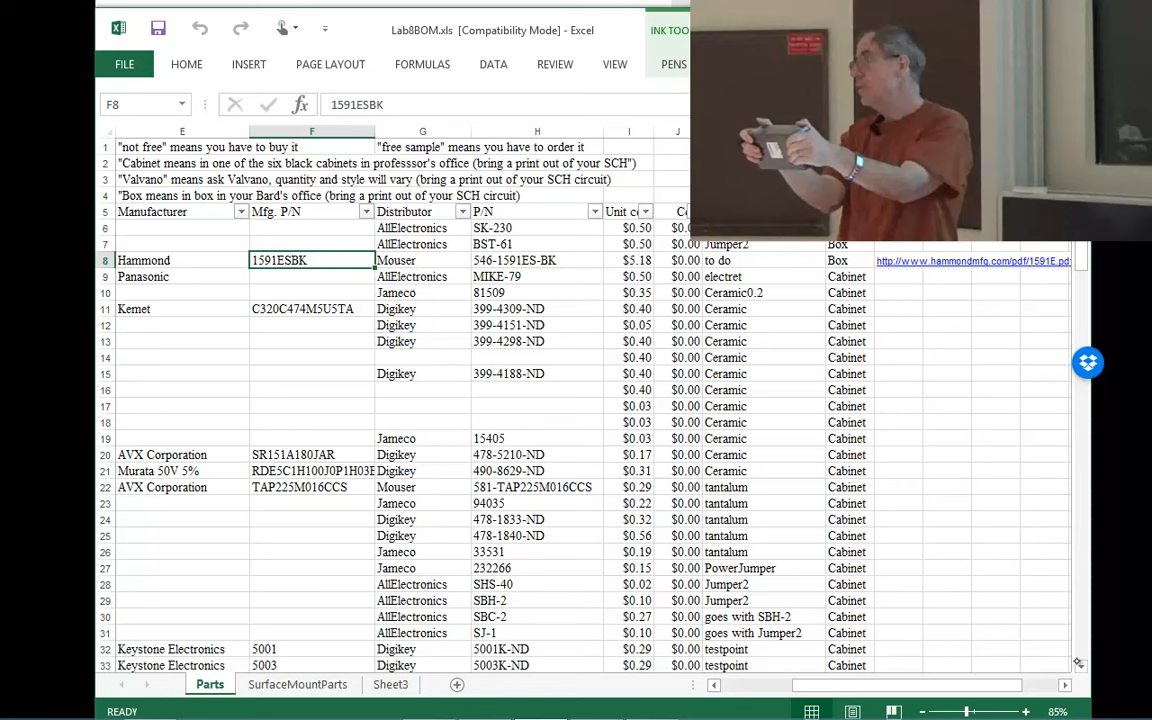 Lab8BOM.xls [Compatibility Mode] - Excel
INK TOO
FILE HOME INSERT PAGE LAYOUT FORMULAS DATA REVIEW VIEW PENS
F8 fx 1591ESBK
E F G H I J
1 "not free" means you have to buy it "free sample" means you have to order it
2 "Cabinet means in one of the six black cabinets in professsor's office (bring a print out of your SCH")
3 "Valvano" means ask Valvano, quantity and style will vary (bring a print out of your SCH circuit)
4 "Box means in box in your Bard's office (bring a print out of your SCH circuit)
5 Manufacturer Mfg. P/N Distributor P/N Unit c
6 AllElectronics SK-230 $0.50 $0.0
7 AllElectronics BST-61 $0.50 $0.00 Jumper2 Box
8 Hammond 1591ESBK Mouser 546-1591ES-BK $5.18 $0.00 to do Box http://www.hammondmfg.com/pdf/1591E.pdf
9 Panasonic AllElectronics MIKE-79 $0.50 $0.00 electret Cabinet
10 Jameco 81509 $0.35 $0.00 Ceramic0.2 Cabinet
11 Kemet C320C474M5U5TA Digikey 399-4309-ND $0.40 $0.00 Ceramic Cabinet
12 Digikey 399-4151-ND $0.05 $0.00 Ceramic Cabinet
13 Digikey 399-4298-ND $0.40 $0.00 Ceramic Cabinet
14 $0.40 $0.00 Ceramic Cabinet
15 Digikey 399-4188-ND $0.40 $0.00 Ceramic Cabinet
16 $0.40 $0.00 Ceramic Cabinet
17 $0.03 $0.00 Ceramic Cabinet
18 $0.03 $0.00 Ceramic Cabinet
19 Jameco 15405 $0.03 $0.00 Ceramic Cabinet
20 AVX Corporation SR151A180JAR Digikey 478-5210-ND $0.17 $0.00 Ceramic Cabinet
21 Murata 50V 5% RDE5C1H100J0P1H03B Digikey 490-8629-ND $0.31 $0.00 Ceramic Cabinet
22 AVX Corporation TAP225M016CCS Mouser 581-TAP225M016CCS $0.29 $0.00 tantalum Cabinet
23 Jameco 94035 $0.22 $0.00 tantalum Cabinet
24 Digikey 478-1833-ND $0.32 $0.00 tantalum Cabinet
25 Digikey 478-1840-ND $0.56 $0.00 tantalum Cabinet
26 Jameco 33531 $0.19 $0.00 tantalum Cabinet
27 Jameco 232266 $0.15 $0.00 PowerJumper Cabinet
28 AllElectronics SHS-40 $0.02 $0.00 Jumper2 Cabinet
29 AllElectronics SBH-2 $0.10 $0.00 Jumper2 Cabinet
30 AllElectronics SBC-2 $0.27 $0.00 goes with SBH-2 Cabinet
31 AllElectronics SJ-1 $0.10 $0.00 goes with Jumper2 Cabinet
32 Keystone Electronics 5001 Digikey 5001K-ND $0.29 $0.00 testpoint Cabinet
33 Keystone Electronics 5003 Digikey 5003K-ND $0.29 $0.00 testpoint Cabinet
Parts SurfaceMountParts Sheet3
READY 85%